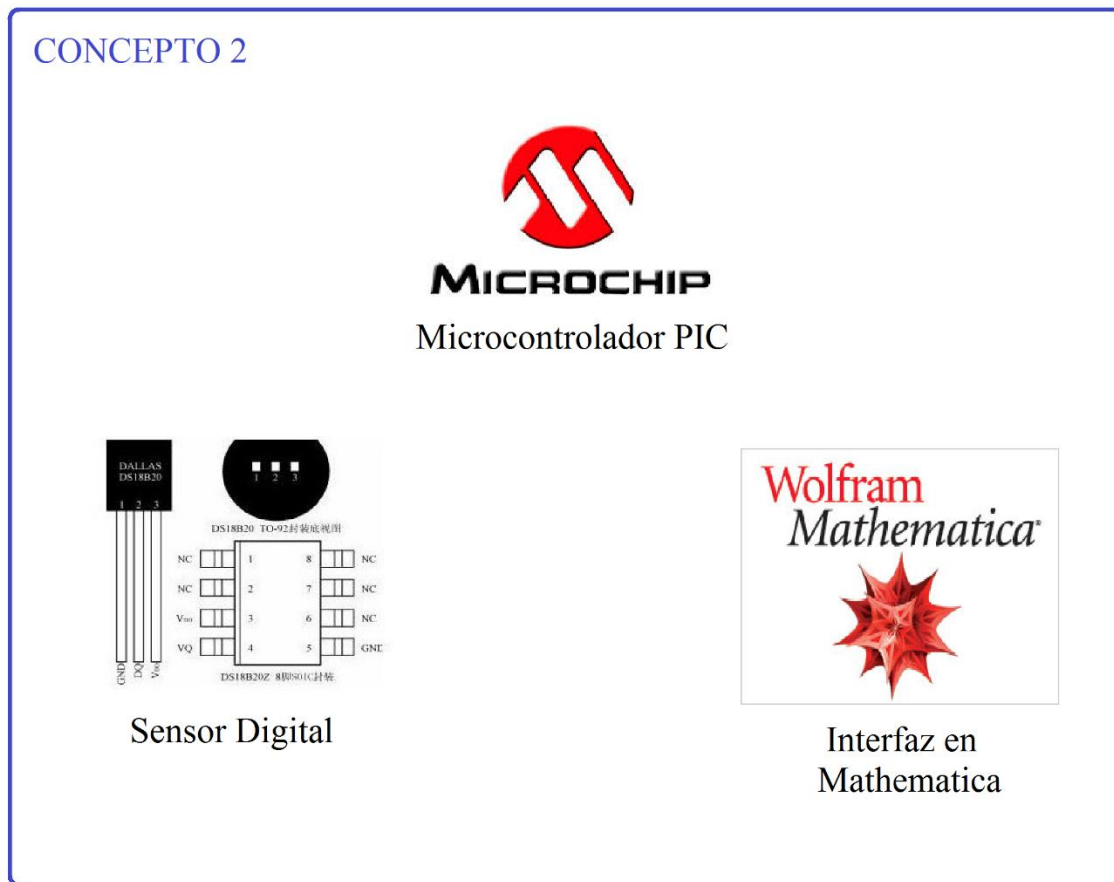 CONCEPTO 2
MICROCHIP
Microcontrolador PIC
DALLAS
DS18B20
1 2 3
GND
DQ
VDD
1 2 3
DS18B20 TO-92封装底视图
NC 1 8 NC
NC 2 7 NC
VDD 3 6 NC
VQ 4 5 GND
DS18B20Z 8脚SOIC封装
Sensor Digital
Wolfram
Mathematica®
Interfaz en
Mathematica